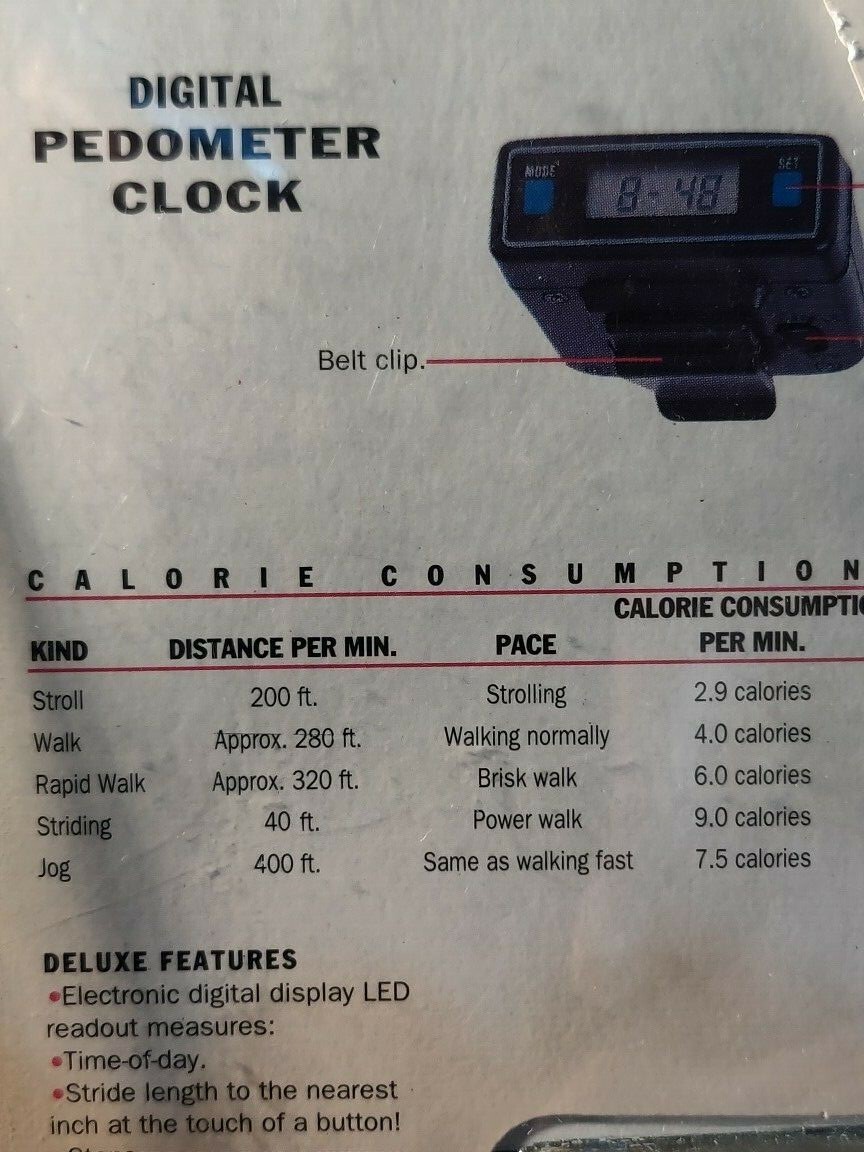 DIGITAL
PEDOMETER
CLOCK
MODE
8- 48
SET
Belt clip.
CALORIE CONSUMPTION
KIND DISTANCE PER MIN. PACE CALORIE CONSUMPTIO PER MIN.
Stroll 200 ft. Strolling 2.9 calories
Walk Approx. 280 ft. Walking normally 4.0 calories
Rapid Walk Approx. 320 ft. Brisk walk 6.0 calories
Striding 40 ft. Power walk 9.0 calories
Jog 400 ft. Same as walking fast 7.5 calories
DELUXE FEATURES
•Electronic digital display LED
readout measures:
•Time-of-day.
•Stride length to the nearest
inch at the touch of a button!